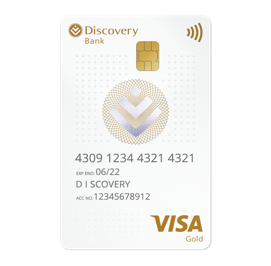 Discovery
Bank
4309 1234 4321 4321
EXP END: 06/22
D I SCOVERY
ACC NO: 12345678912
VISA
Gold